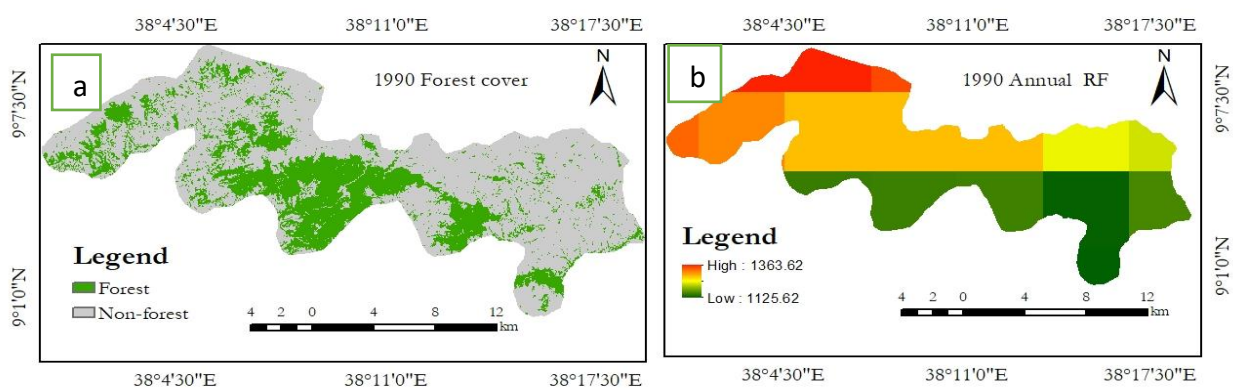 38°4'30"E 38°11'0"E 38°17'30"E
38°4'30"E 38°11'0"E 38°17'30"E
a
1990 Forest cover
N
9°7'30"N
9°1'0"N
Legend
Forest
Non-forest
4 2 0 4 8 12
km
38°4'30"E 38°11'0"E 38°17'30"E
b
1990 Annual RF
N
9°7'30"N
9°1'0"N
Legend
High : 1363.62
Low : 1125.62
4 2 0 4 8 12
km
38°4'30"E 38°11'0"E 38°17'30"E